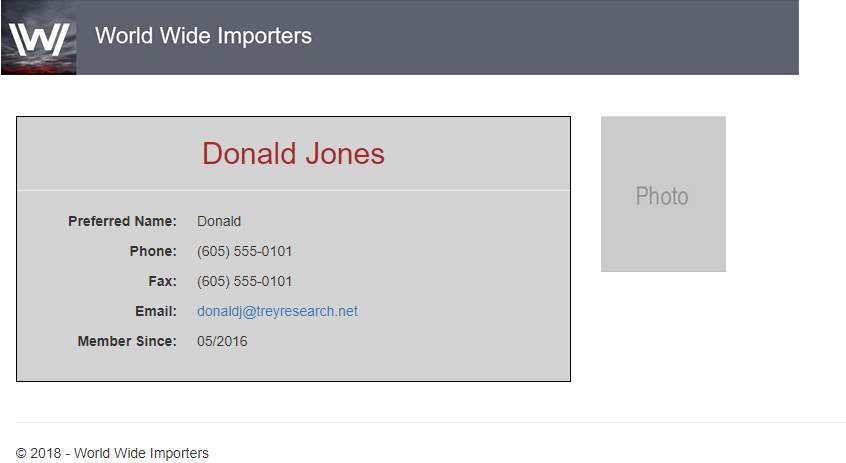 W World Wide Importers
Donald Jones
Photo
Preferred Name: Donald
Phone: (605) 555-0101
Fax: (605) 555-0101
Email: donaldj@treyresearch.net
Member Since: 05/2016
© 2018 - World Wide Importers